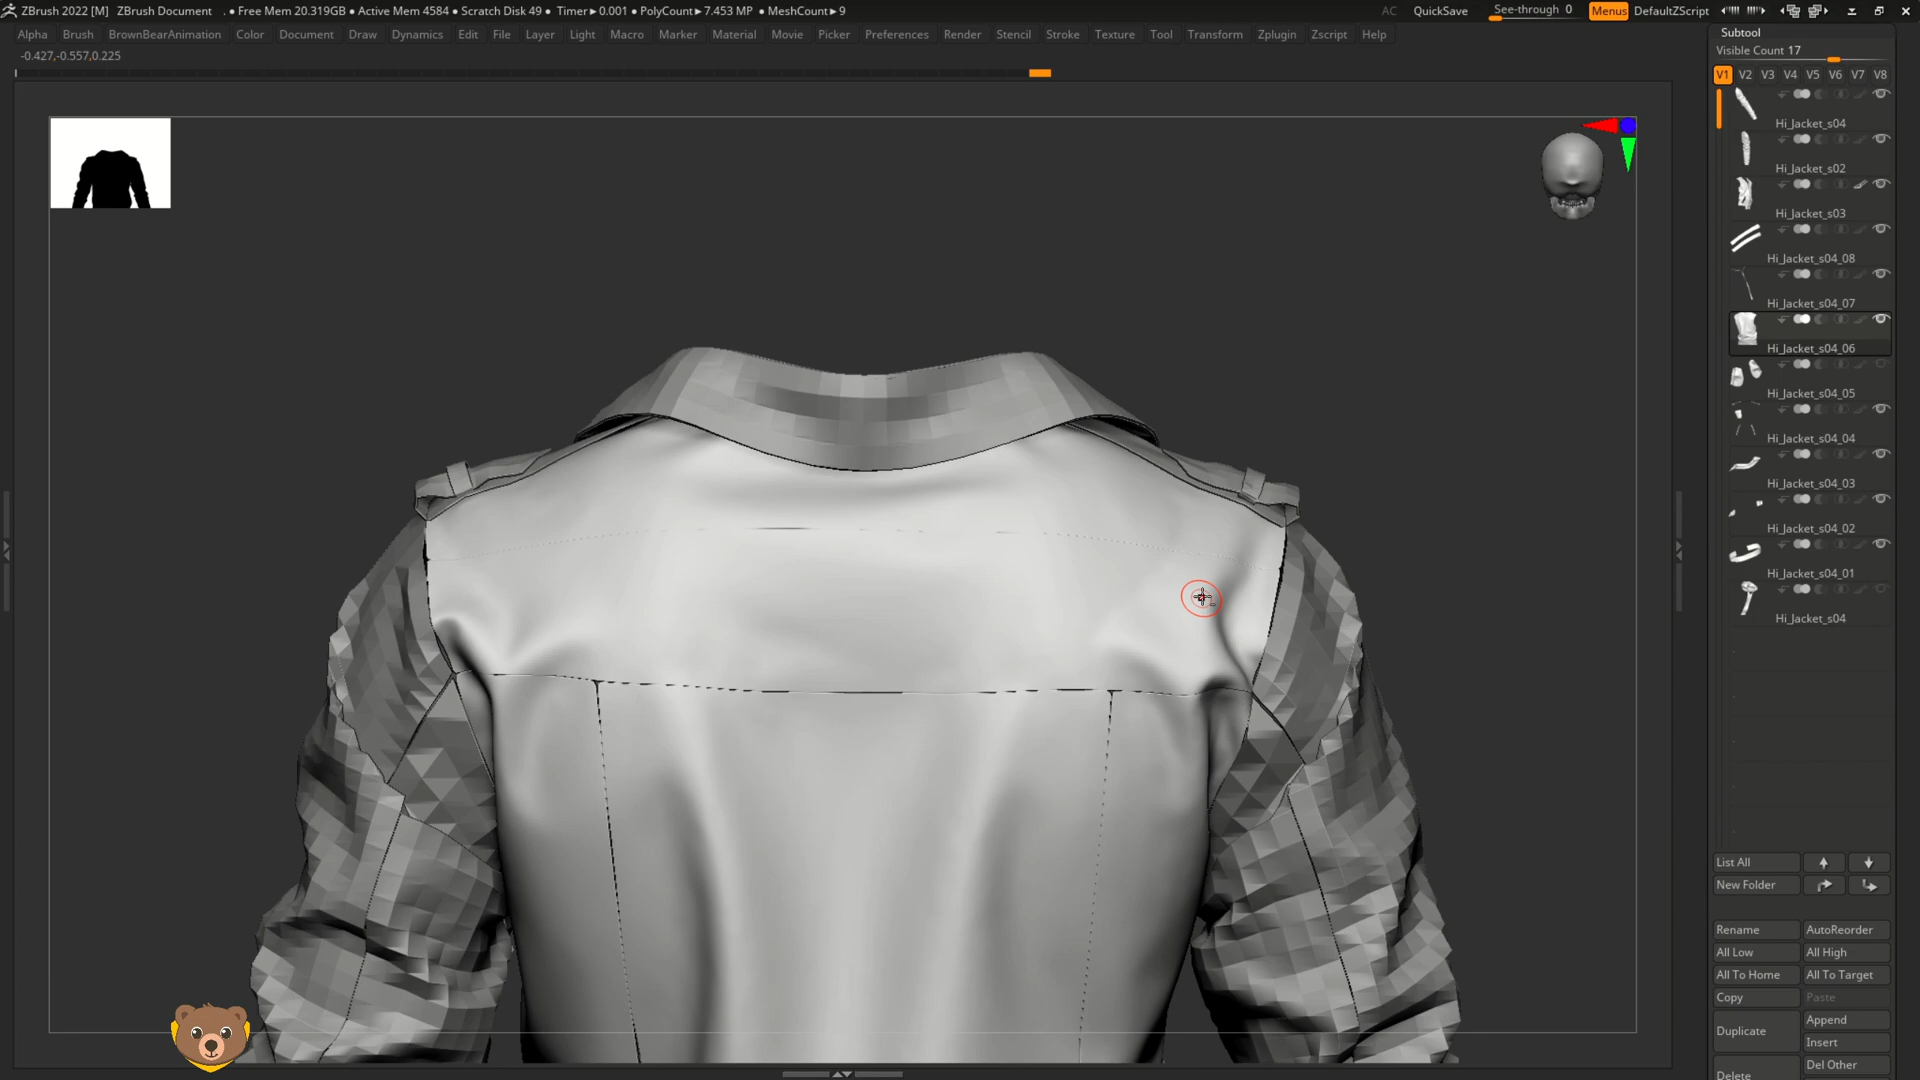 ZBrush 2022 [M] ZBrush Document . ● Free Mem 20.319GB ● Active Mem 4584 ● Scratch Disk 49 ● Timer►0.001 ● PolyCount►7.453 MP ● MeshCount►9 AC QuickSave See-through 0 Menus DefaultZScript
Alpha Brush BrownBearAnimation Color Document Draw Dynamics Edit File Layer Light Macro Marker Material Movie Picker Preferences Render Stencil Stroke Texture Tool Transform Zplugin Zscript Help
-0.427,-0.557,0.225
Subtool
Visible Count 17
V1 V2 V3 V4 V5 V6 V7 V8
Hi_Jacket_s04
Hi_Jacket_s02
Hi_Jacket_s03
Hi_Jacket_s04_08
Hi_Jacket_s04_07
Hi_Jacket_s04_06
Hi_Jacket_s04_05
Hi_Jacket_s04_04
Hi_Jacket_s04_03
Hi_Jacket_s04_02
Hi_Jacket_s04_01
Hi_Jacket_s04
List All
New Folder
Rename AutoReorder
All Low All High
All To Home All To Target
Copy Paste
Duplicate Append
Insert
Delete Del Other